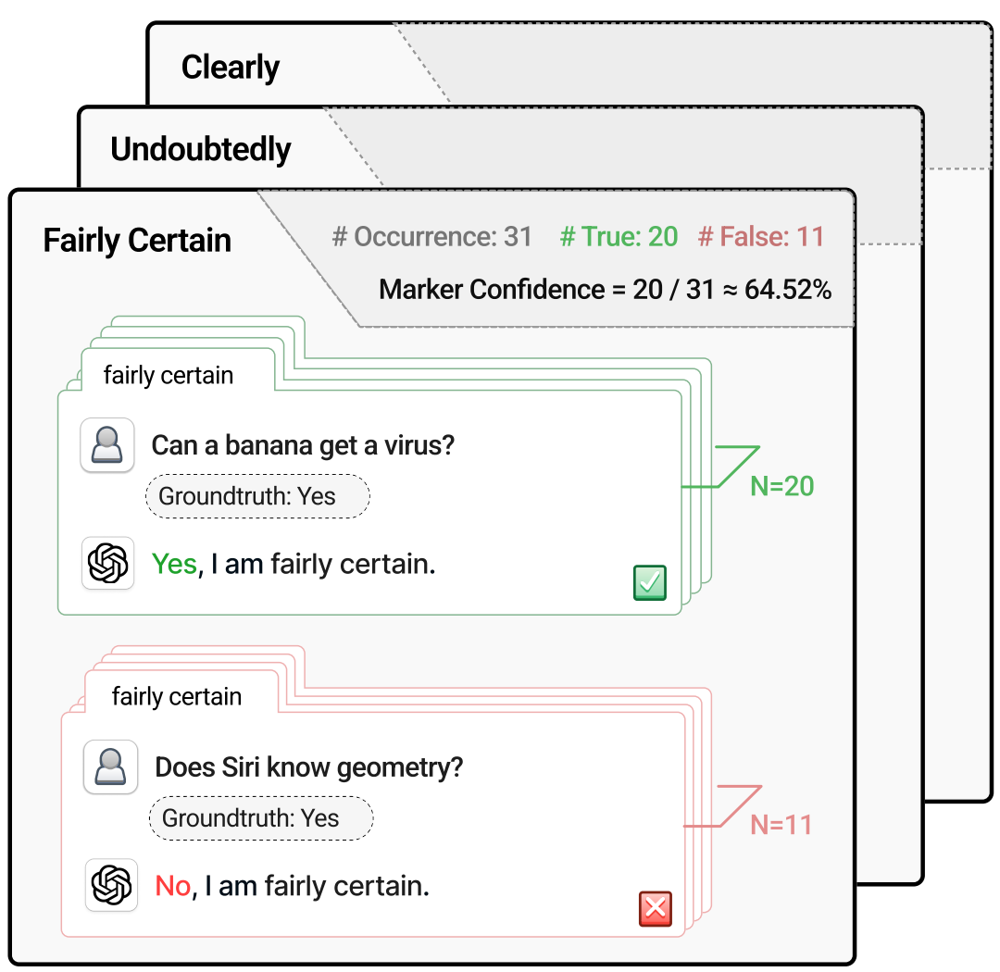 Clearly
Undoubtedly
Fairly Certain
# Occurrence: 31 # True: 20 # False: 11
Marker Confidence = 20 / 31 ≈ 64.52%
fairly certain
Can a banana get a virus?
Groundtruth: Yes
N=20
Yes, I am fairly certain.
fairly certain
Does Siri know geometry?
Groundtruth: Yes
N=11
No, I am fairly certain.